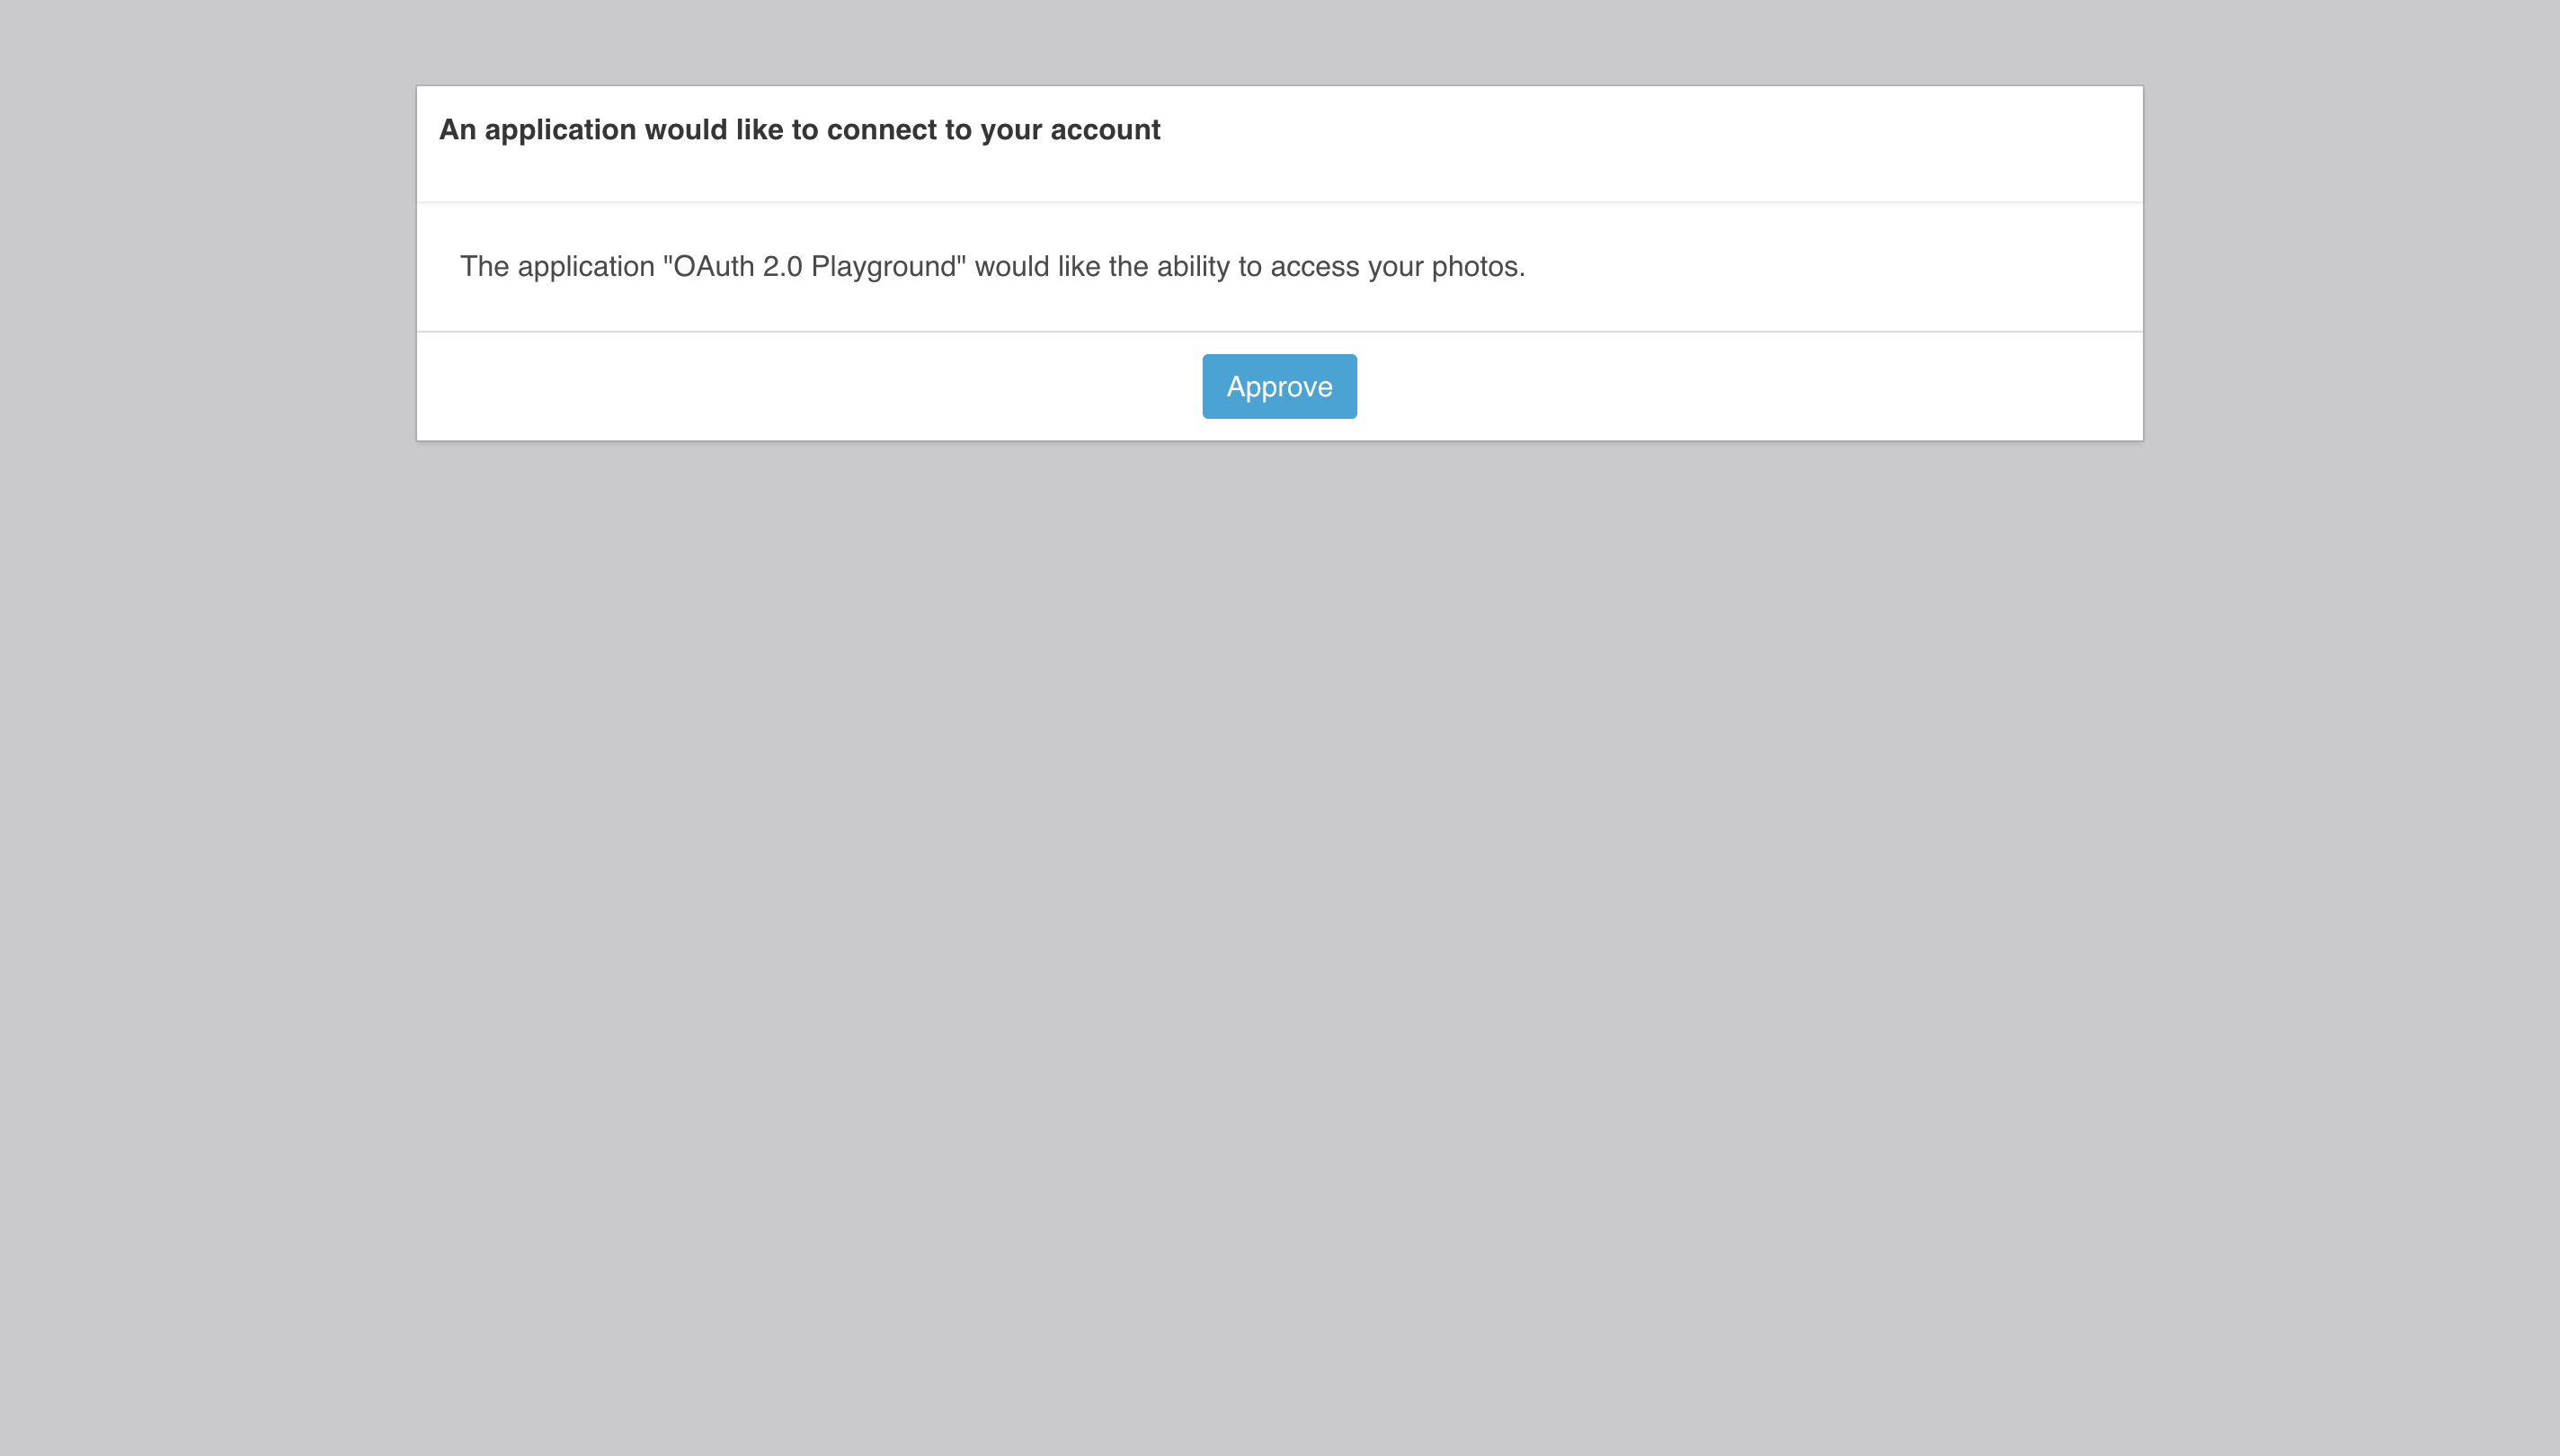 An application would like to connect to your account
The application "OAuth 2.0 Playground" would like the ability to access your photos.
Approve